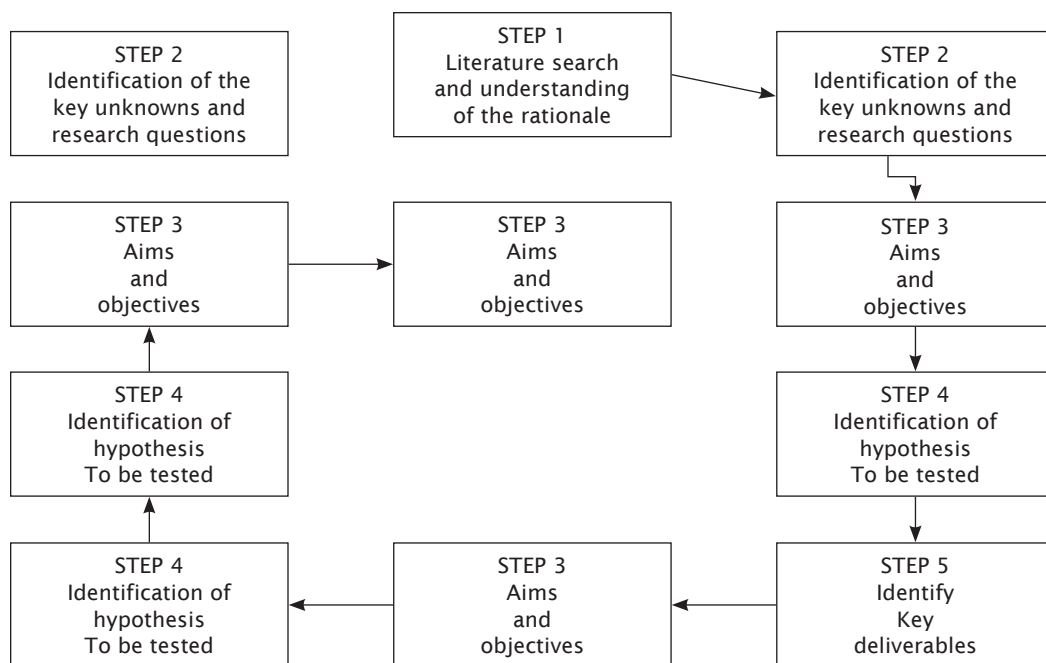 STEP 2
Identification of the
key unknowns and
research questions
STEP 1
Literature search
and understanding
of the rationale
STEP 2
Identification of the
key unknowns and
research questions
STEP 3
Aims
and
objectives
STEP 3
Aims
and
objectives
STEP 3
Aims
and
objectives
STEP 4
Identification of
hypothesis
To be tested
STEP 4
Identification of
hypothesis
To be tested
STEP 4
Identification of
hypothesis
To be tested
STEP 3
Aims
and
objectives
STEP 5
Identify
Key
deliverables